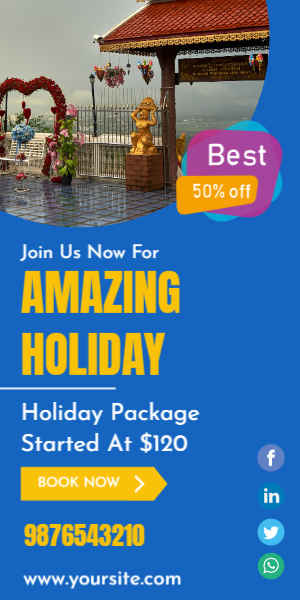 Best
50% off
Join Us Now For
AMAZING
HOLIDAY
Holiday Package
Started At $120
BOOK NOW
9876543210
www.yoursite.com